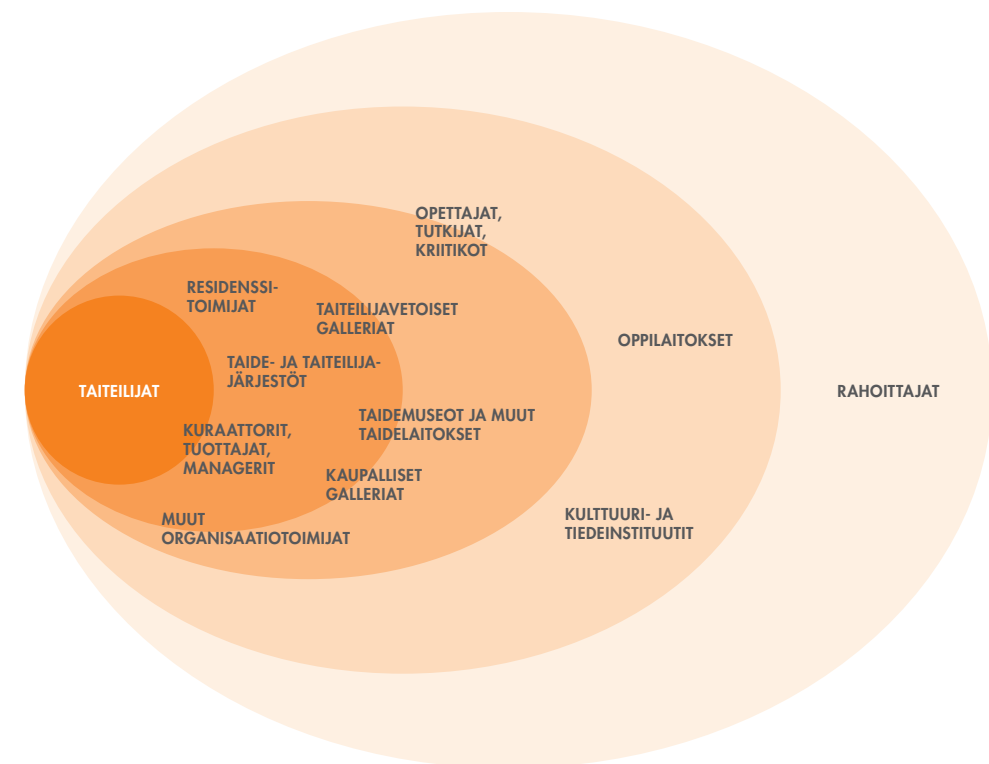 OPETTAJAT,
TUTKIJAT,
KRIITIKOT
RESIDENSSI-
TOIMIJAT
TAITEILIJAVETOISET
GALLERIAT
OPPILAITOKSET
TAIDE- JA TAITEILIJA-
JÄRJESTÖT
TAITEILIJAT
RAHOITTAJAT
TAIDEMUSEOT JA MUUT
TAIDELAITOKSET
KURAATTORIT,
TUOTTAJAT,
MANAGERIT
KAUPALLISET
GALLERIAT
MUUT
ORGANISAATIOTOIMIJAT
KULTTUURI- JA
TIEDEINSTITUUTIT